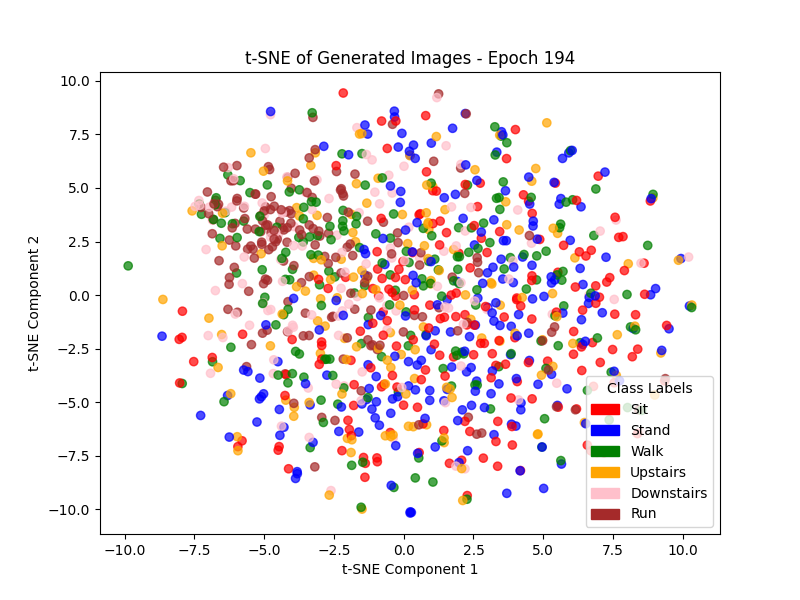 t-SNE of Generated Images - Epoch 194
10.0
7.5
5.0
2.5
0.0
−2.5
−5.0
−7.5
−10.0
t-SNE Component 2
−10.0 −7.5 −5.0 −2.5 0.0 2.5 5.0 7.5 10.0
t-SNE Component 1
Class Labels
Sit
Stand
Walk
Upstairs
Downstairs
Run